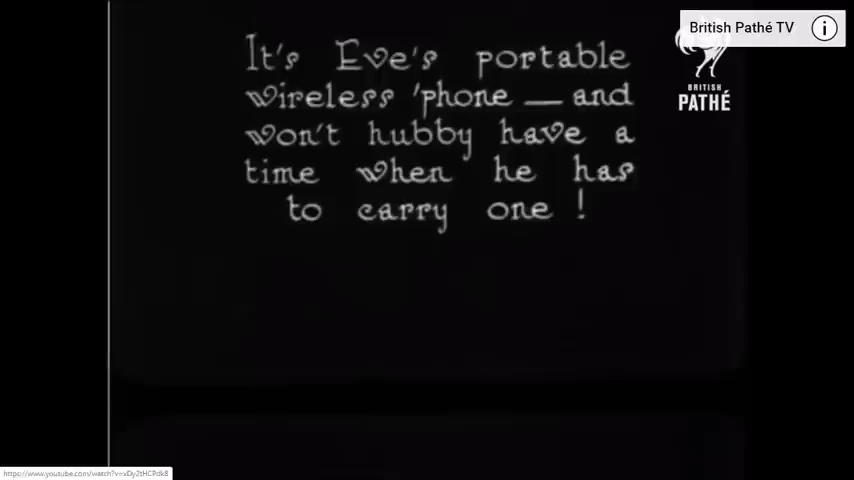 British Pathé TV
BRITISH
PATHÉ
It's Eve's portable
wireless 'phone — and
won't hubby have a
time when he has
to carry one !